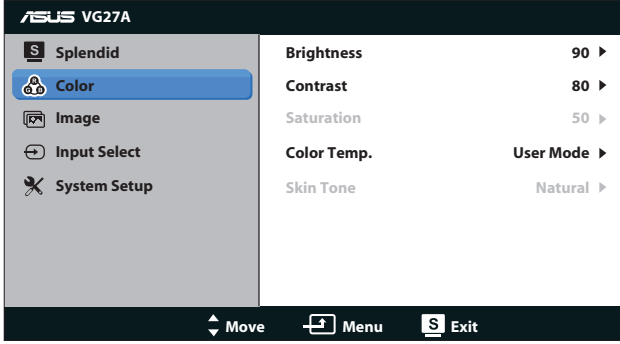 ASUS VG27A
S Splendid
Color
Image
Input Select
System Setup
Brightness 90
Contrast 80
Saturation 50
Color Temp. User Mode
Skin Tone Natural
Move Menu S Exit